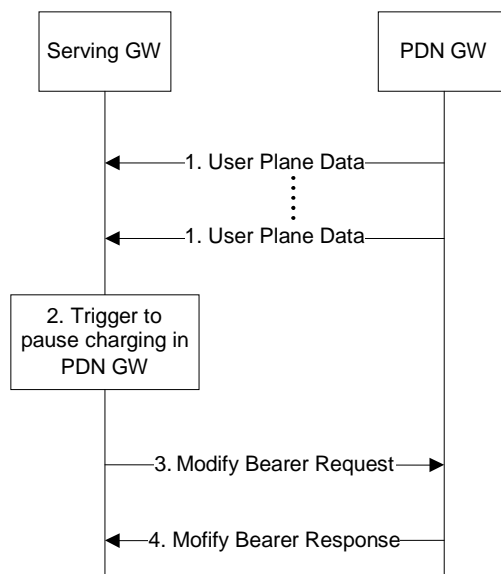 Serving GW
PDN GW
1. User Plane Data
1. User Plane Data
2. Trigger to
pause charging in
PDN GW
3. Modify Bearer Request
4. Mofify Bearer Response